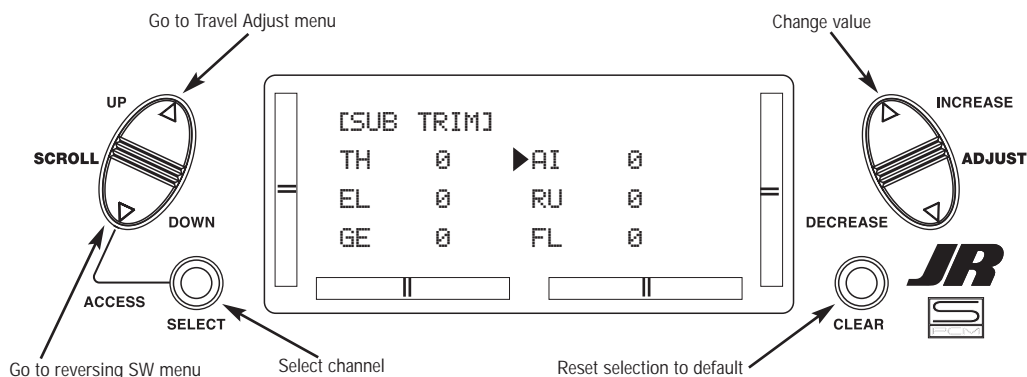 Go to Travel Adjust menu
Change value
UP
INCREASE
[SUB TRIM]
TH 0 ▶AI 0
SCROLL
ADJUST
EL 0 RU 0
DOWN
DECREASE
GE 0 FL 0
JR
ACCESS
S
PCM
SELECT
CLEAR
Go to reversing SW menu
Select channel
Reset selection to default